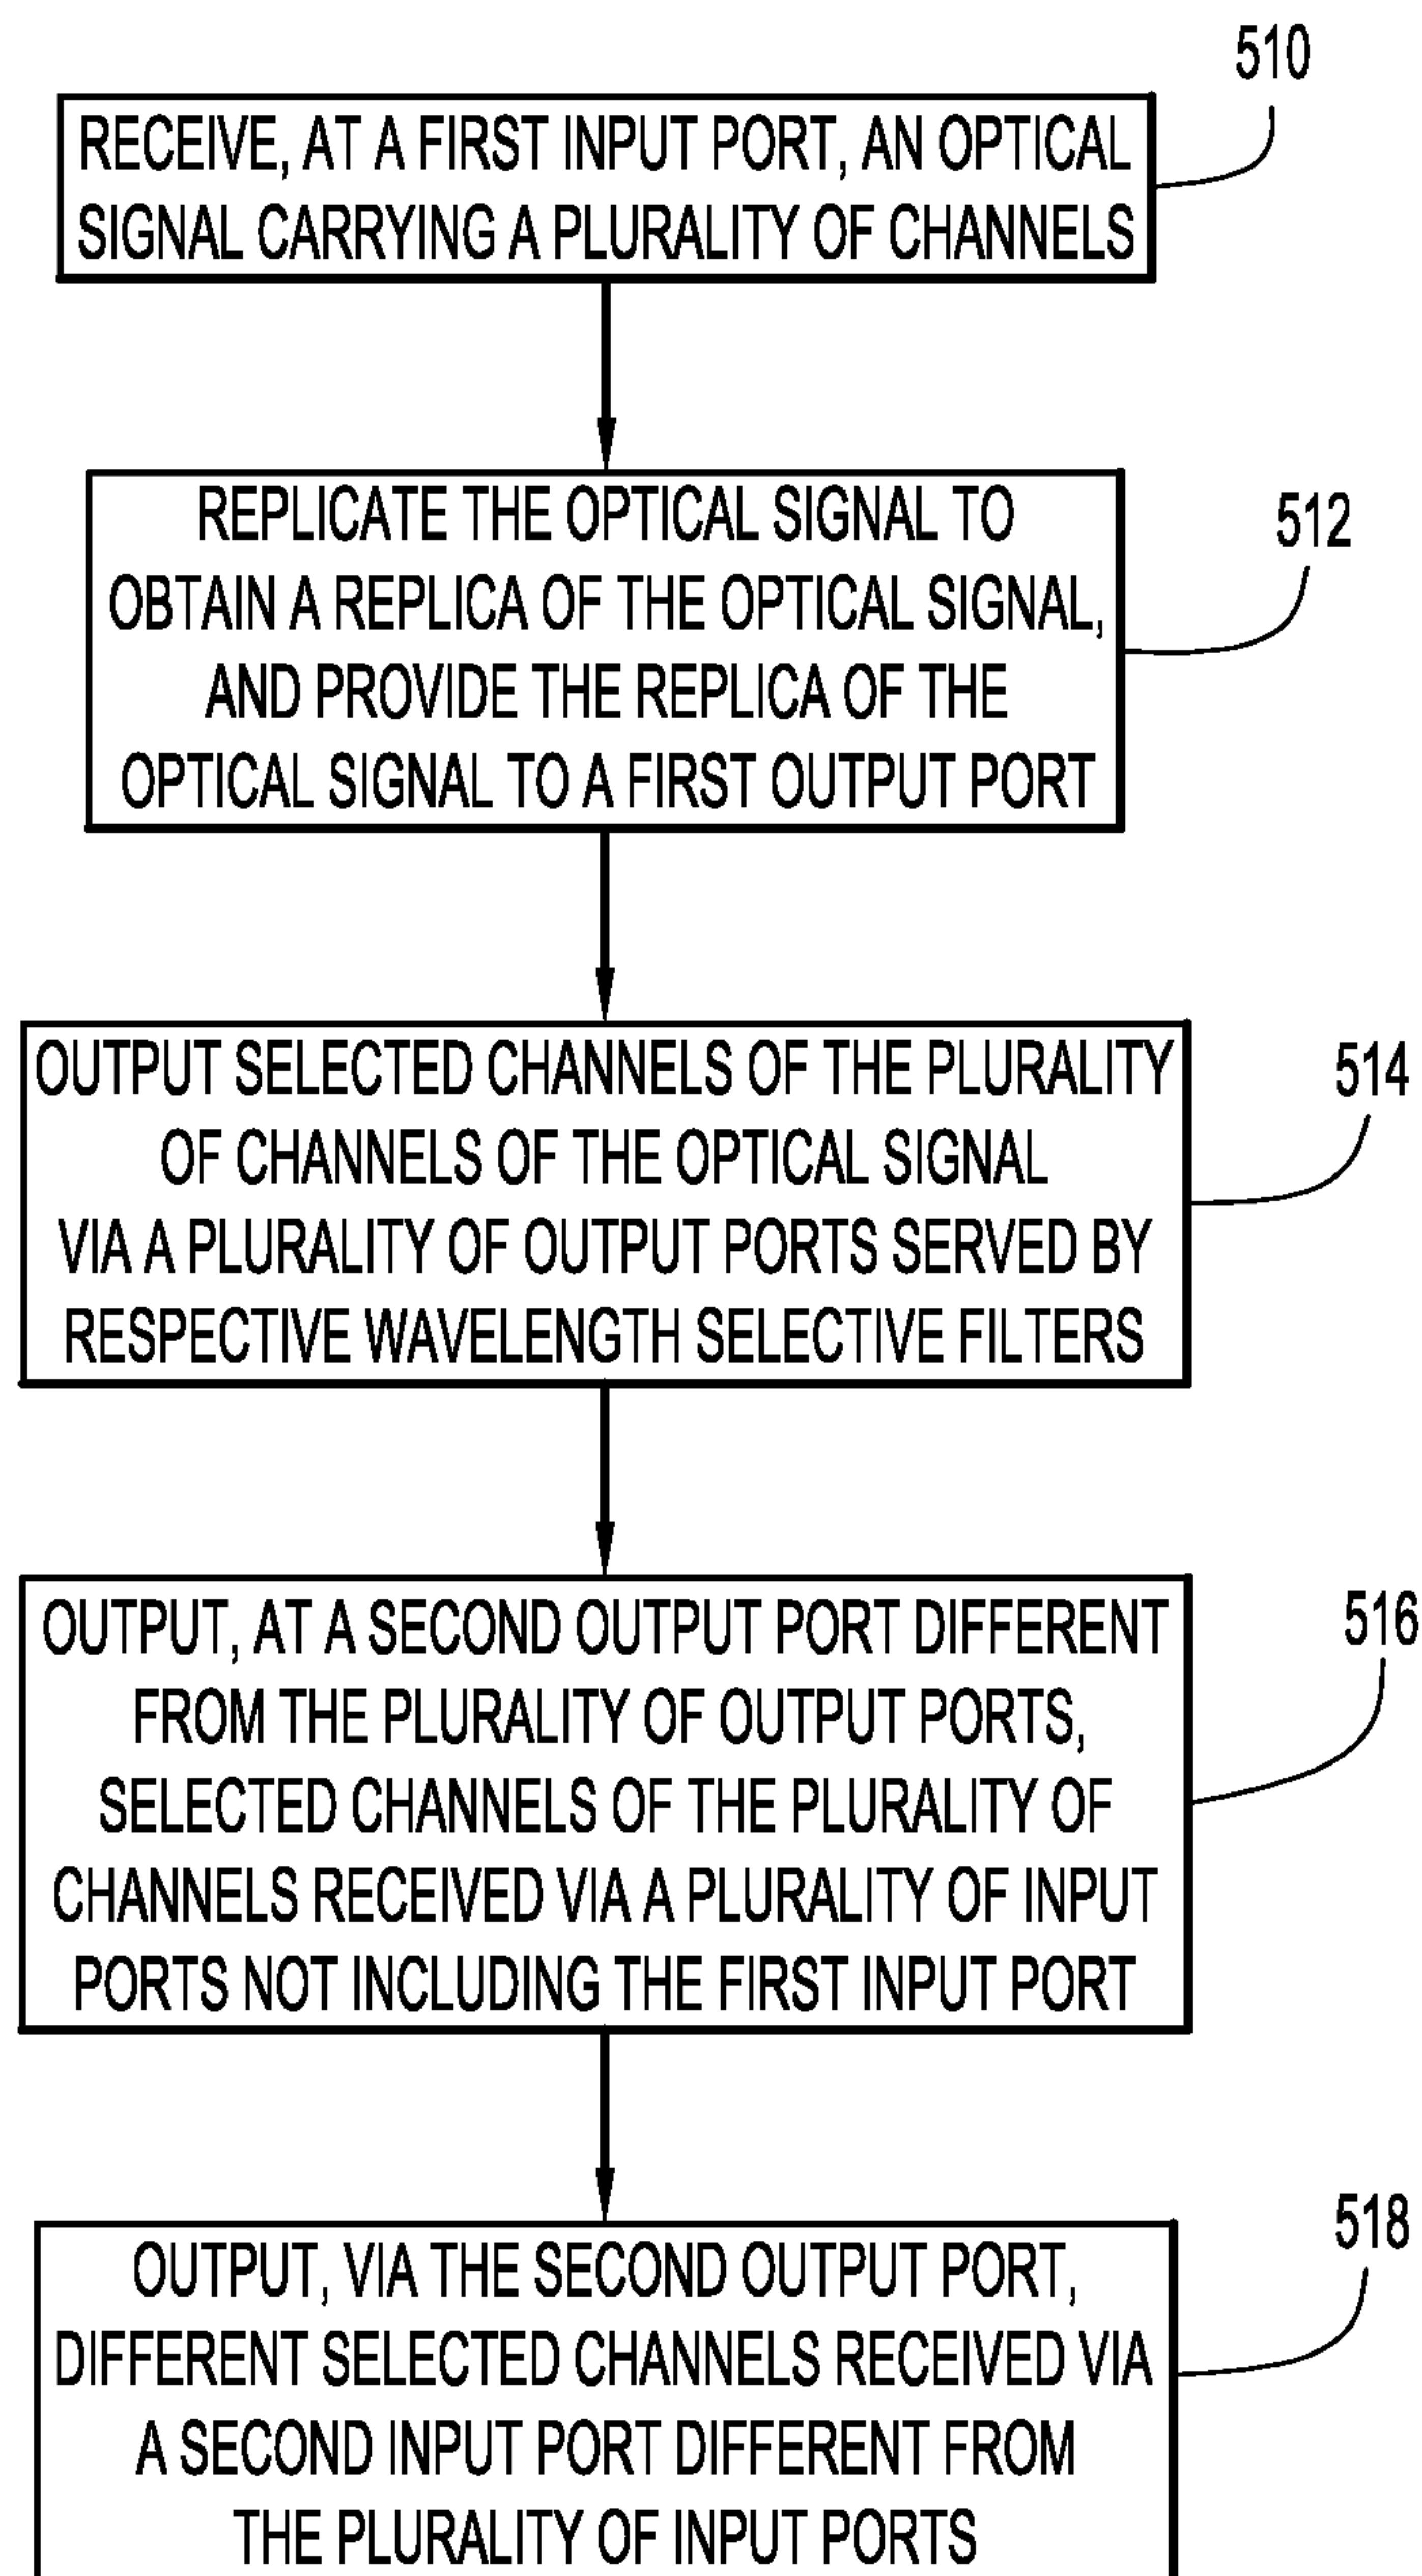 510
RECEIVE, AT A FIRST INPUT PORT, AN OPTICAL
SIGNAL CARRYING A PLURALITY OF CHANNELS
512
REPLICATE THE OPTICAL SIGNAL TO
OBTAIN A REPLICA OF THE OPTICAL SIGNAL,
AND PROVIDE THE REPLICA OF THE
OPTICAL SIGNAL TO A FIRST OUTPUT PORT
514
OUTPUT SELECTED CHANNELS OF THE PLURALITY
OF CHANNELS OF THE OPTICAL SIGNAL
VIA A PLURALITY OF OUTPUT PORTS SERVED BY
RESPECTIVE WAVELENGTH SELECTIVE FILTERS
516
OUTPUT, AT A SECOND OUTPUT PORT DIFFERENT
FROM THE PLURALITY OF OUTPUT PORTS,
SELECTED CHANNELS OF THE PLURALITY OF
CHANNELS RECEIVED VIA A PLURALITY OF INPUT
PORTS NOT INCLUDING THE FIRST INPUT PORT
518
OUTPUT, VIA THE SECOND OUTPUT PORT,
DIFFERENT SELECTED CHANNELS RECEIVED VIA
A SECOND INPUT PORT DIFFERENT FROM
THE PLURALITY OF INPUT PORTS